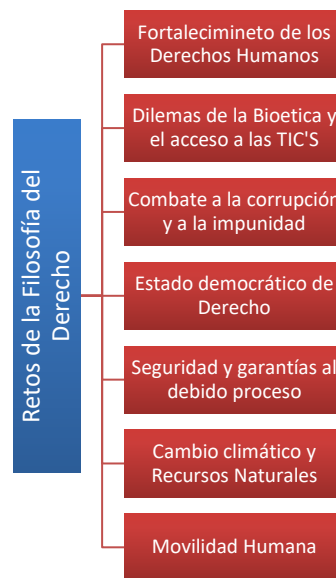 Retos de la Filosofía del
Derecho
Fortalecimineto de los
Derechos Humanos
Dilemas de la Bioetica y
el acceso a las TIC'S
Combate a la corrupción
y a la impunidad
Estado democrático de
Derecho
Seguridad y garantías al
debido proceso
Cambio climático y
Recursos Naturales
Movilidad Humana